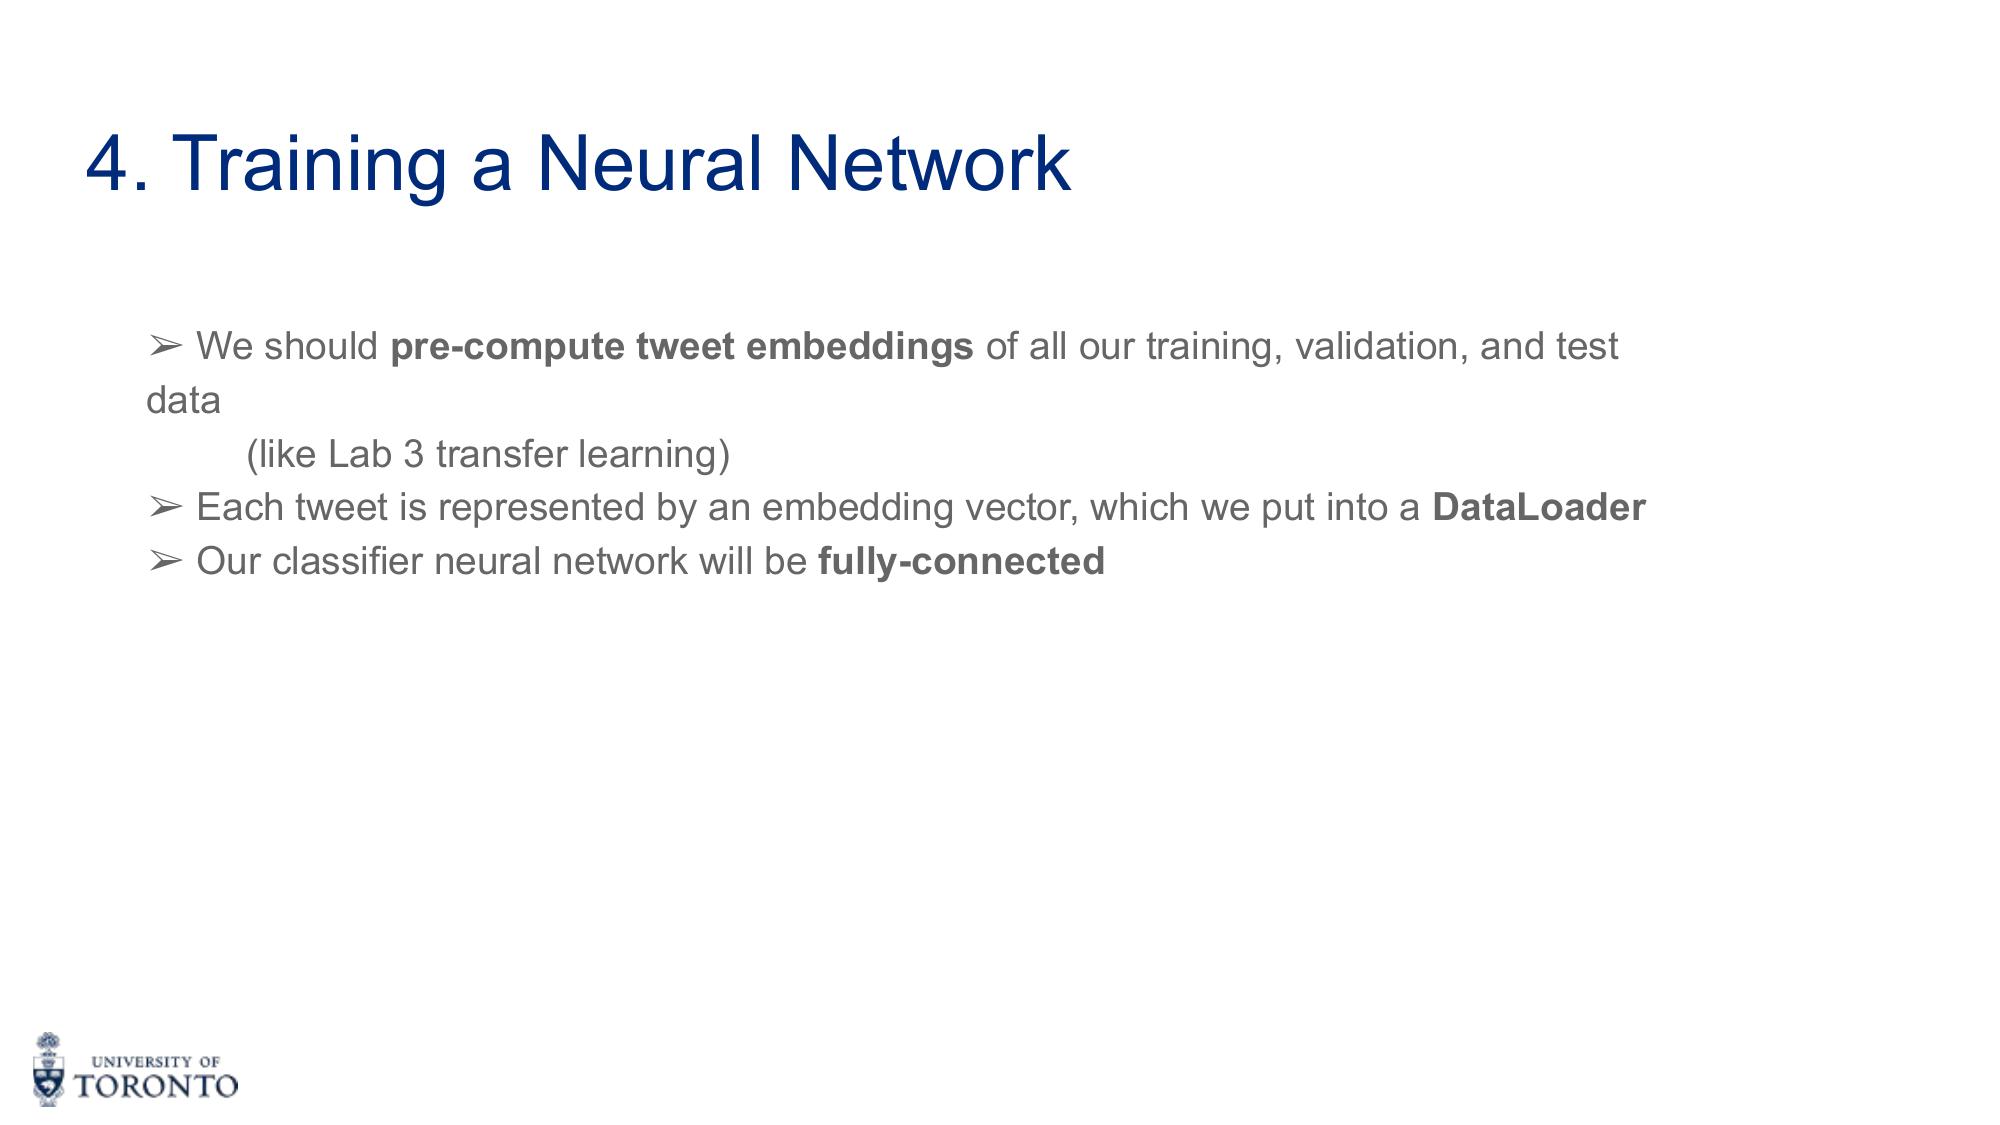 4. Training a Neural Network
➢ We should pre-compute tweet embeddings of all our training, validation, and test
data
(like Lab 3 transfer learning)
➢ Each tweet is represented by an embedding vector, which we put into a DataLoader
➢ Our classifier neural network will be fully-connected
UNIVERSITY OF
TORONTO